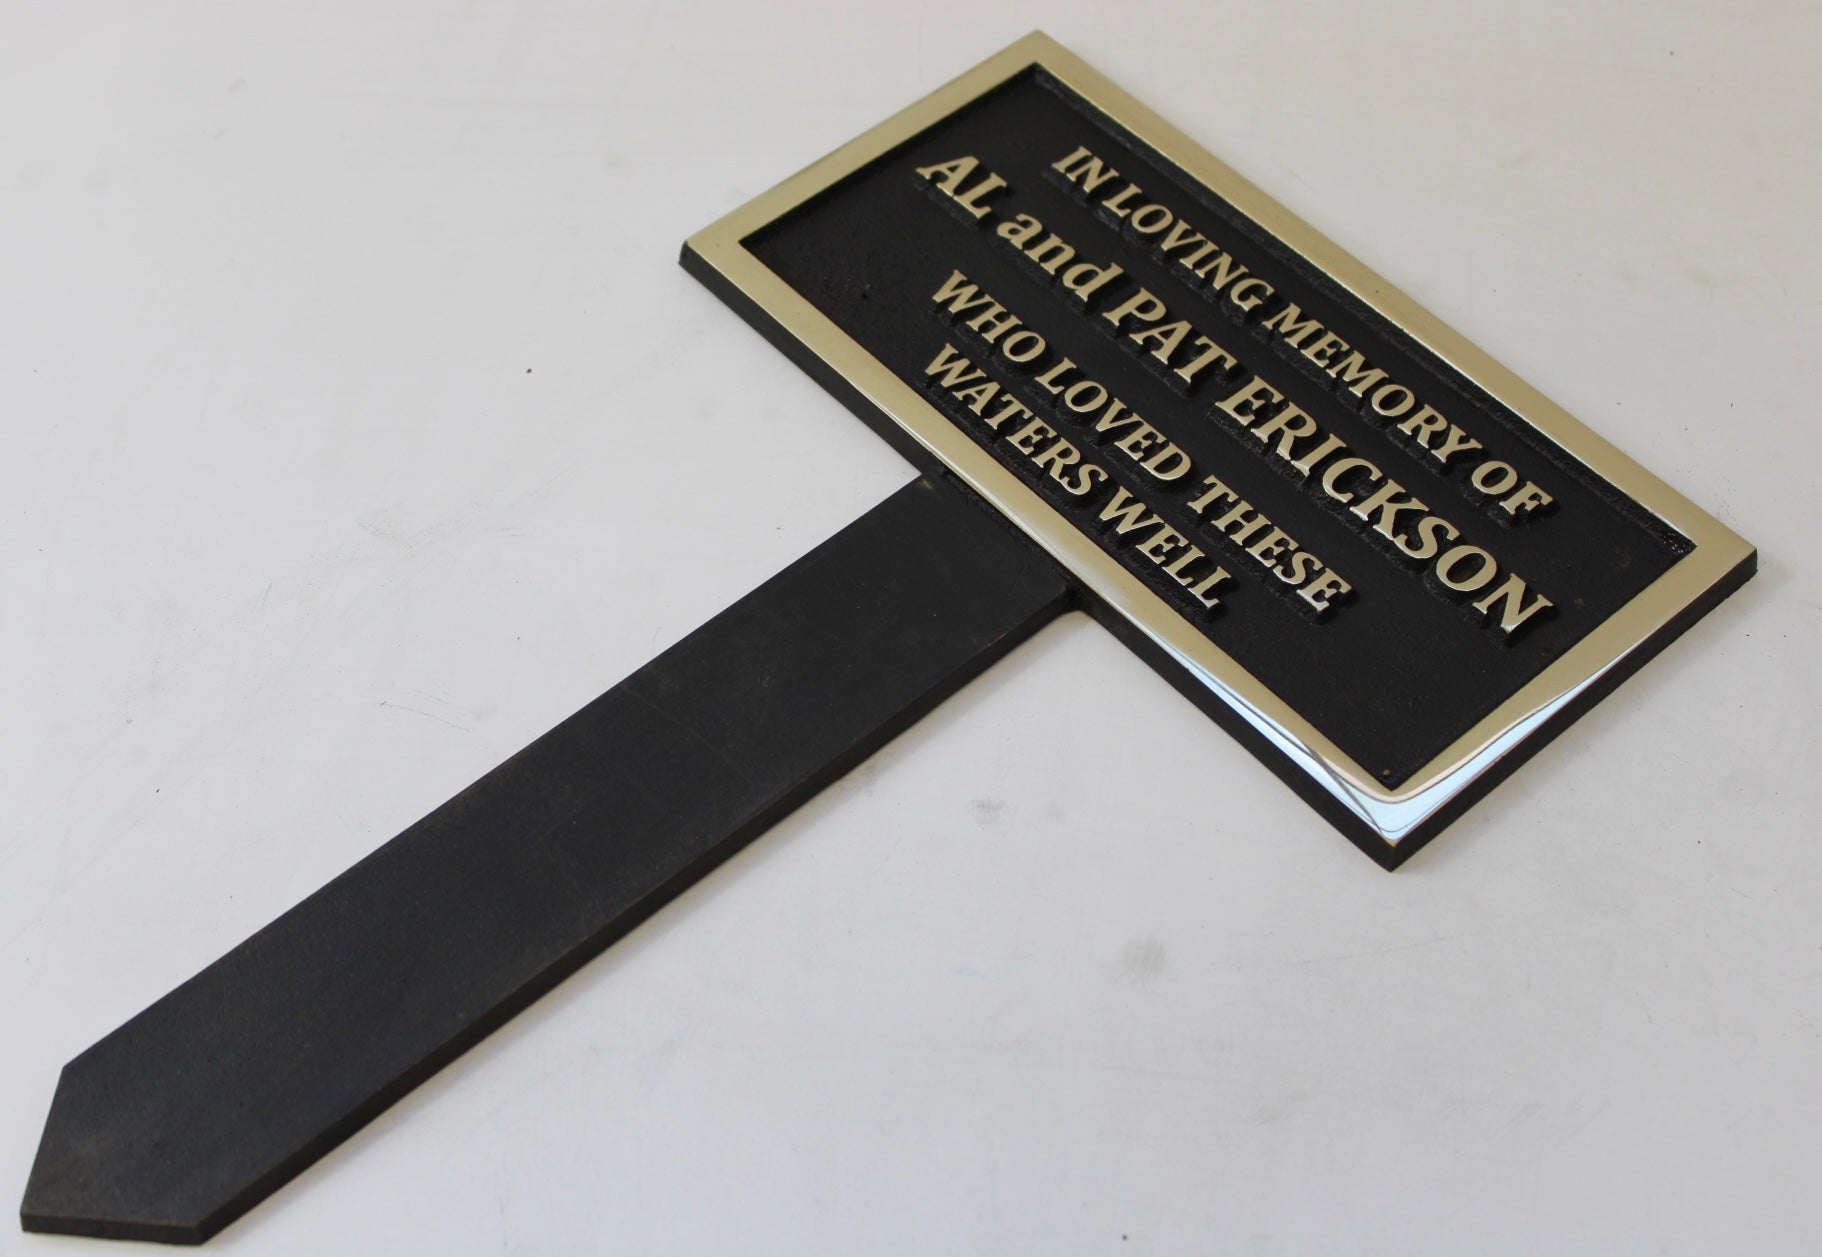 IN LOVING MEMORY OF
AL and PAT ERICKSON
WHO LOVED THESE
WATERS WELL